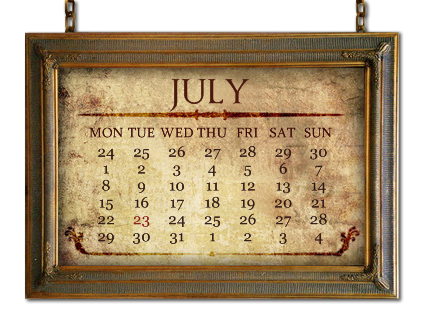 JULY
MON TUE WED THU FRI SAT SUN
24 25 26 27 28 29 30
1 2 3 4 5 6 7
8 9 10 11 12 13 14
15 16 17 18 19 20 21
22 23 24 25 26 27 28
29 30 31 1 2 3 4